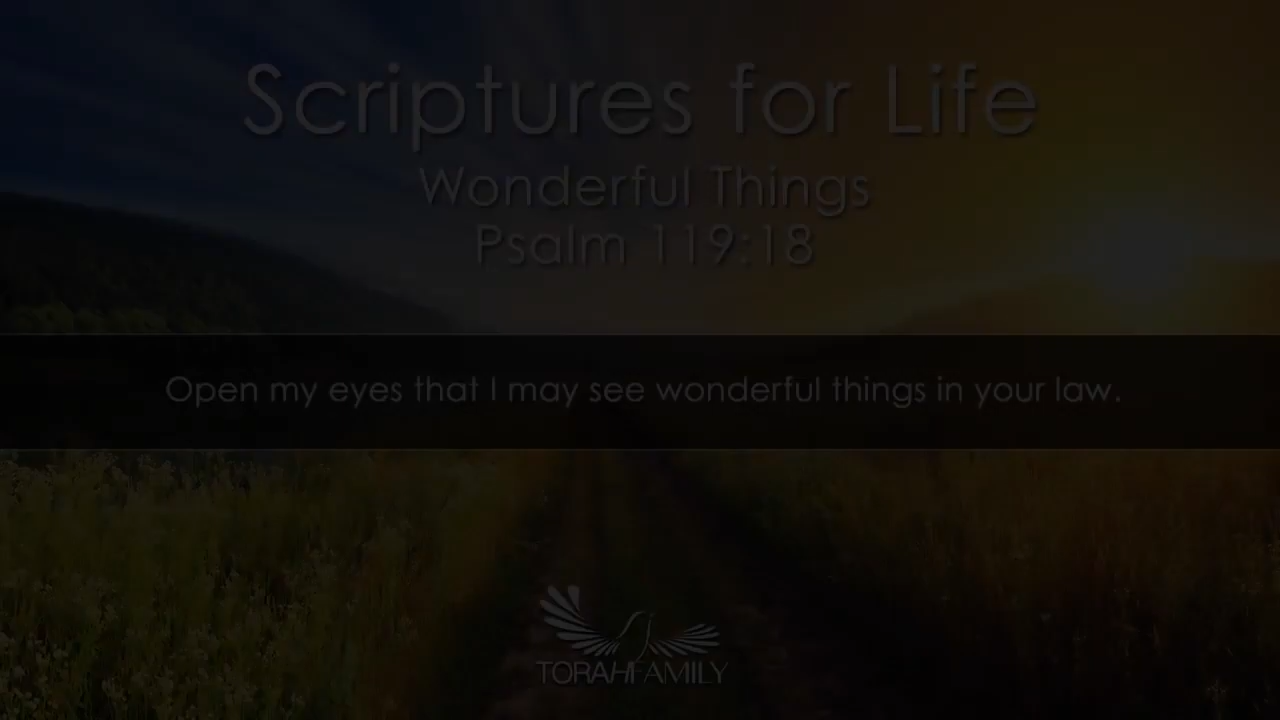 Scriptures for Life
Wonderful Things
Psalm 119:18
Open my eyes that I may see wonderful things in your law.
TORAHFAMILY